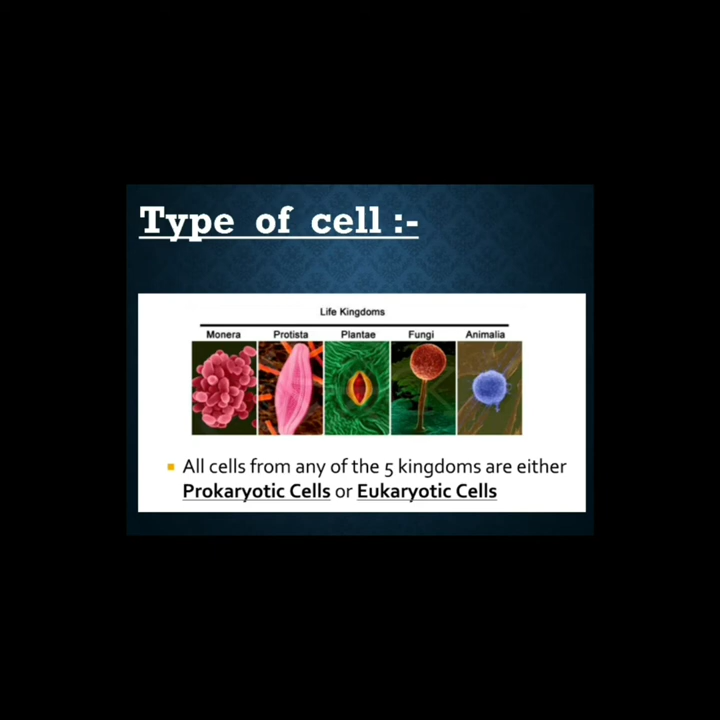 Type of cell :-
Life Kingdoms
Monera Protista Plantae Fungi Animalia
All cells from any of the 5 kingdoms are either
Prokaryotic Cells or Eukaryotic Cells